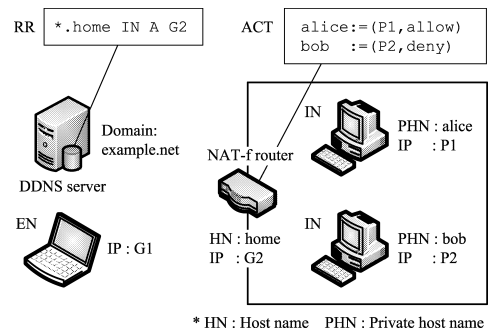 RR
*.home IN A G2
ACT
alice:=(P1,allow)
bob  :=(P2,deny)
Domain:
example.net
DDNS server
EN
IP : G1
NAT-f router
HN : home
IP  : G2
IN
PHN : alice
IP    : P1
IN
PHN : bob
IP    : P2
* HN : Host name   PHN : Private host name